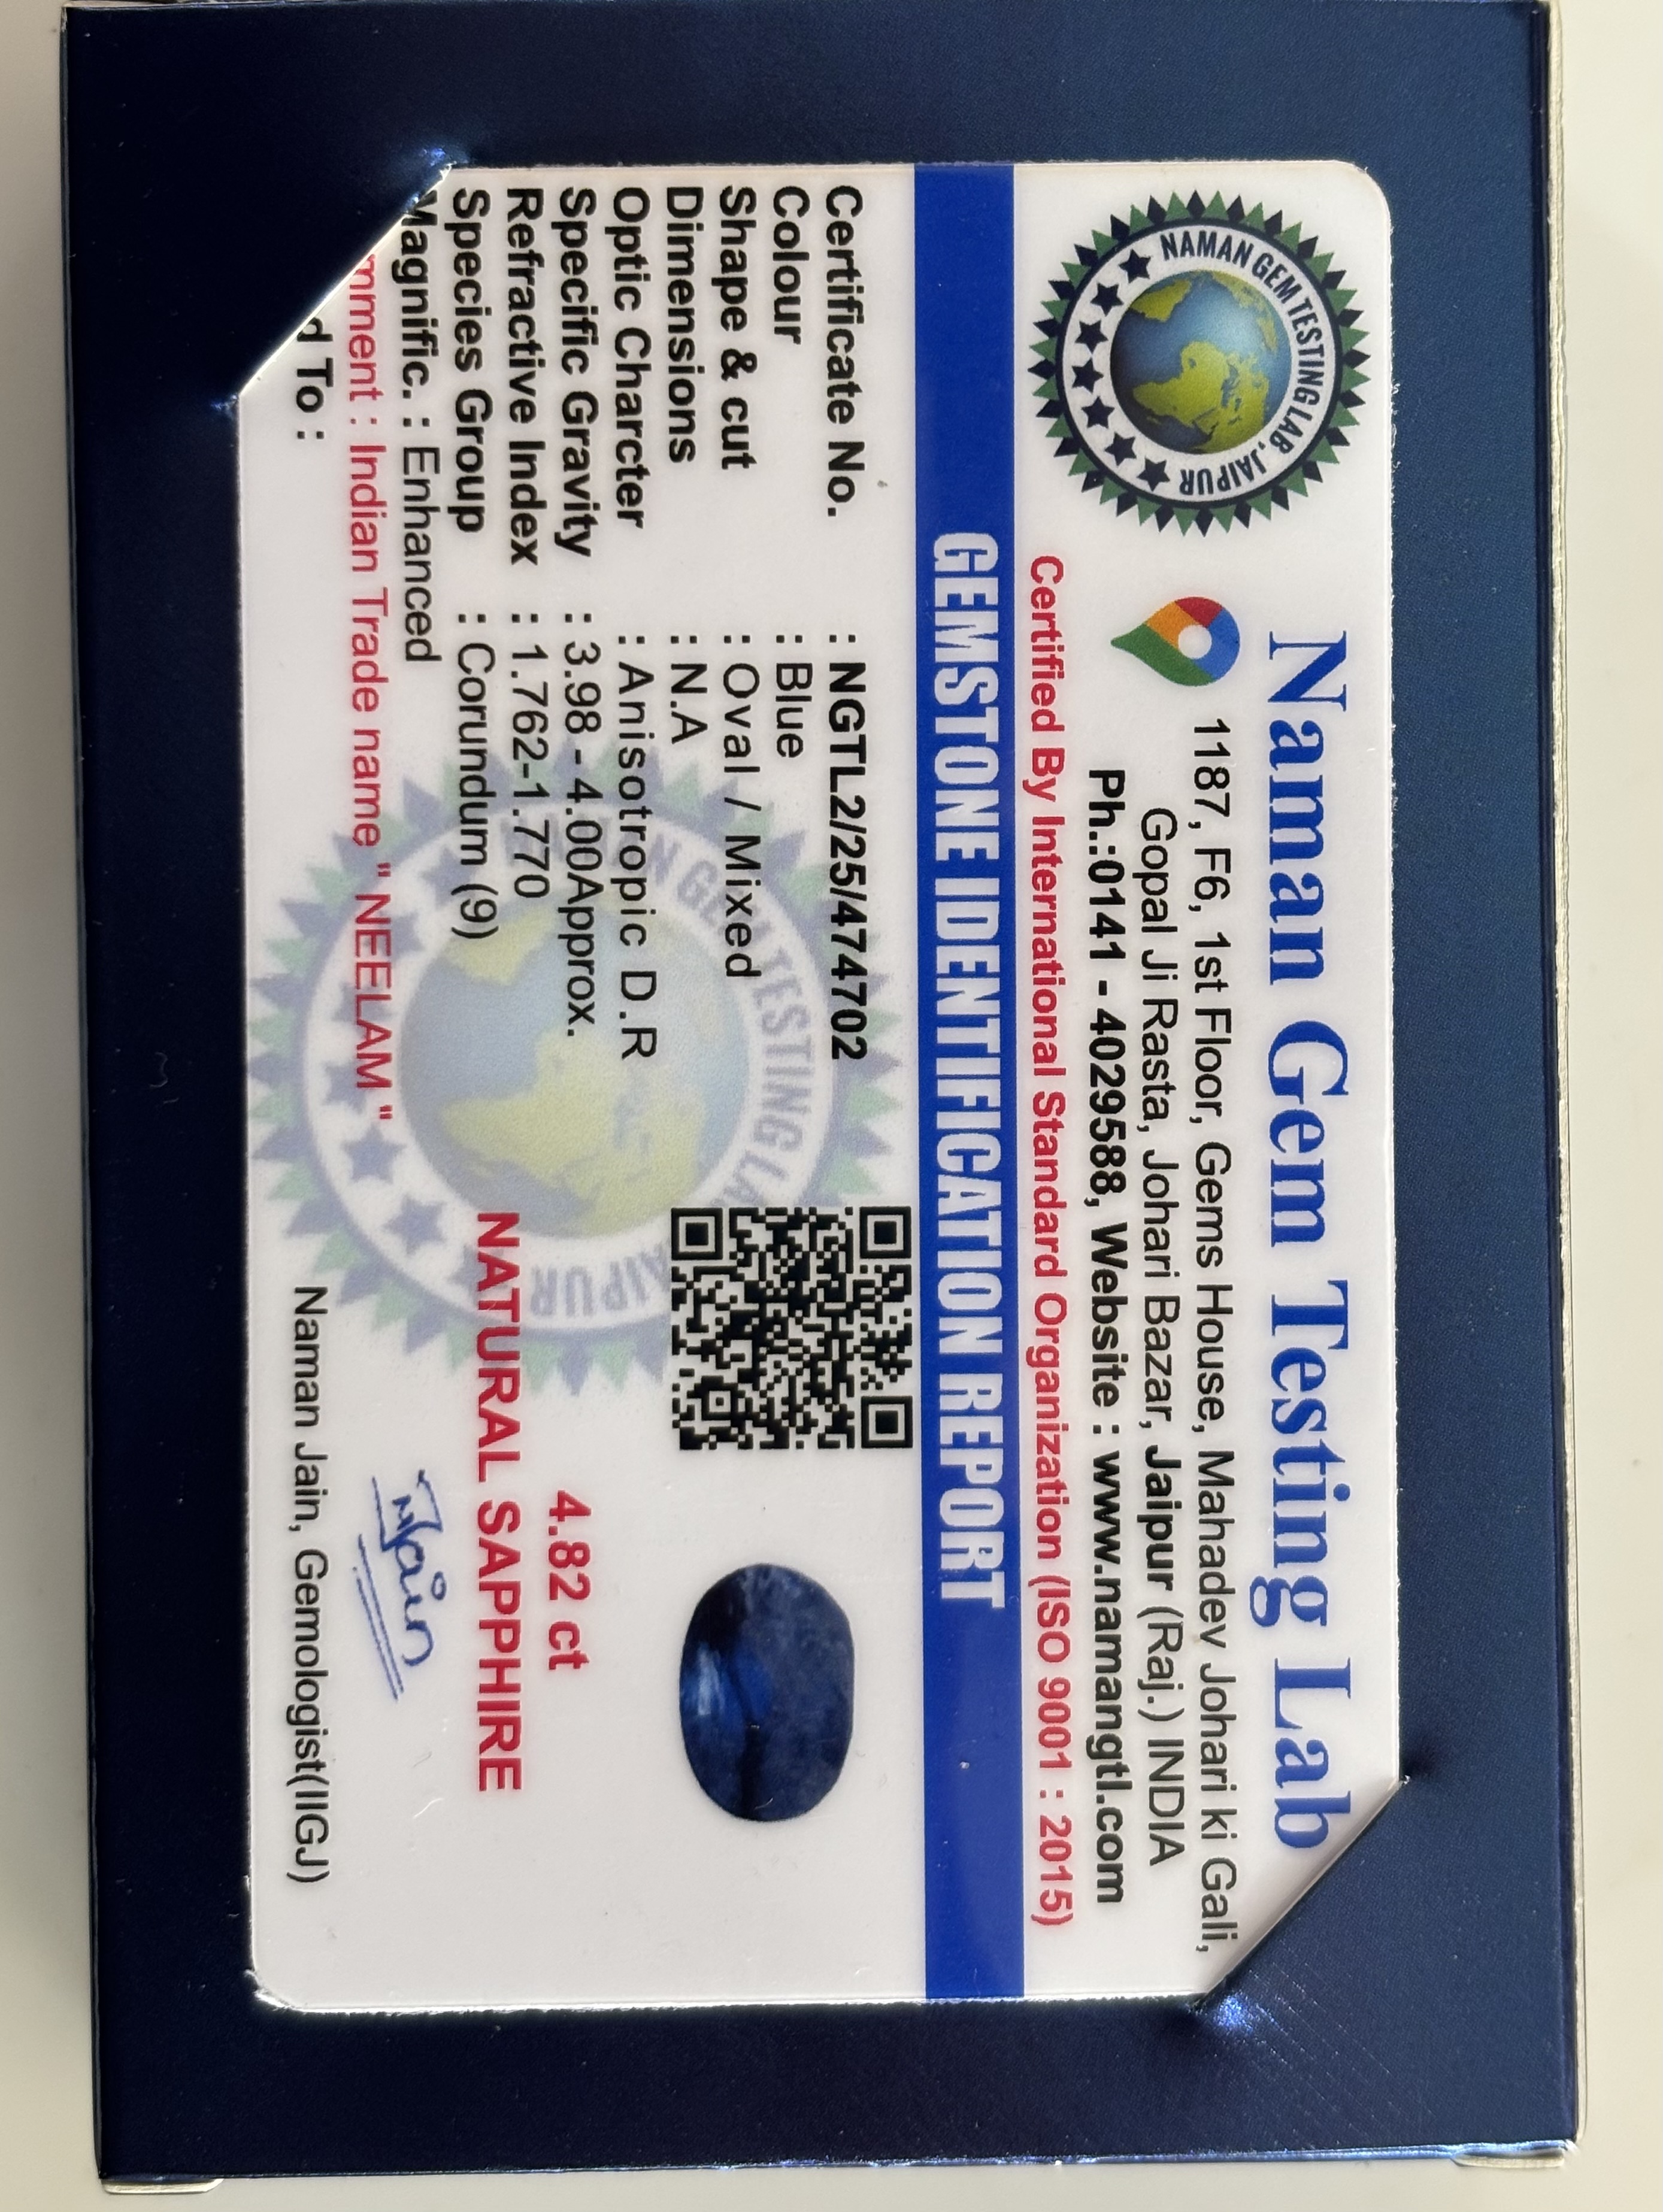 NAMAN GEM TESTING LAB, JAIPUR
Naman Gem Testing Lab
1187, F6, 1st Floor, Gems House, Mahadev Johari ki Gali,
Gopal Ji Rasta, Johari Bazar, Jaipur (Raj.) INDIA
Ph.:0141 - 4029588, Website : www.namangtl.com
Certified By International Standard Organization (ISO 9001 : 2015)
GEMSTONE IDENTIFICATION REPORT
Certificate No. : NGTL2/25/474702
Colour : Blue
Shape & cut : Oval / Mixed
Dimensions : N.A
Optic Charcter : Anisotropic D.R
Specific Gravity : 3.98 - 4.00Approx.
Refractive Index : 1.762-1.770
Species Group : Corundum (9)
Magnific. : Enhanced
mment : Indian Trade name " NEELAM "
d To :
4.82 ct
NATURAL SAPPHIRE
NJain
Naman Jain, Gemologist(IIGJ)